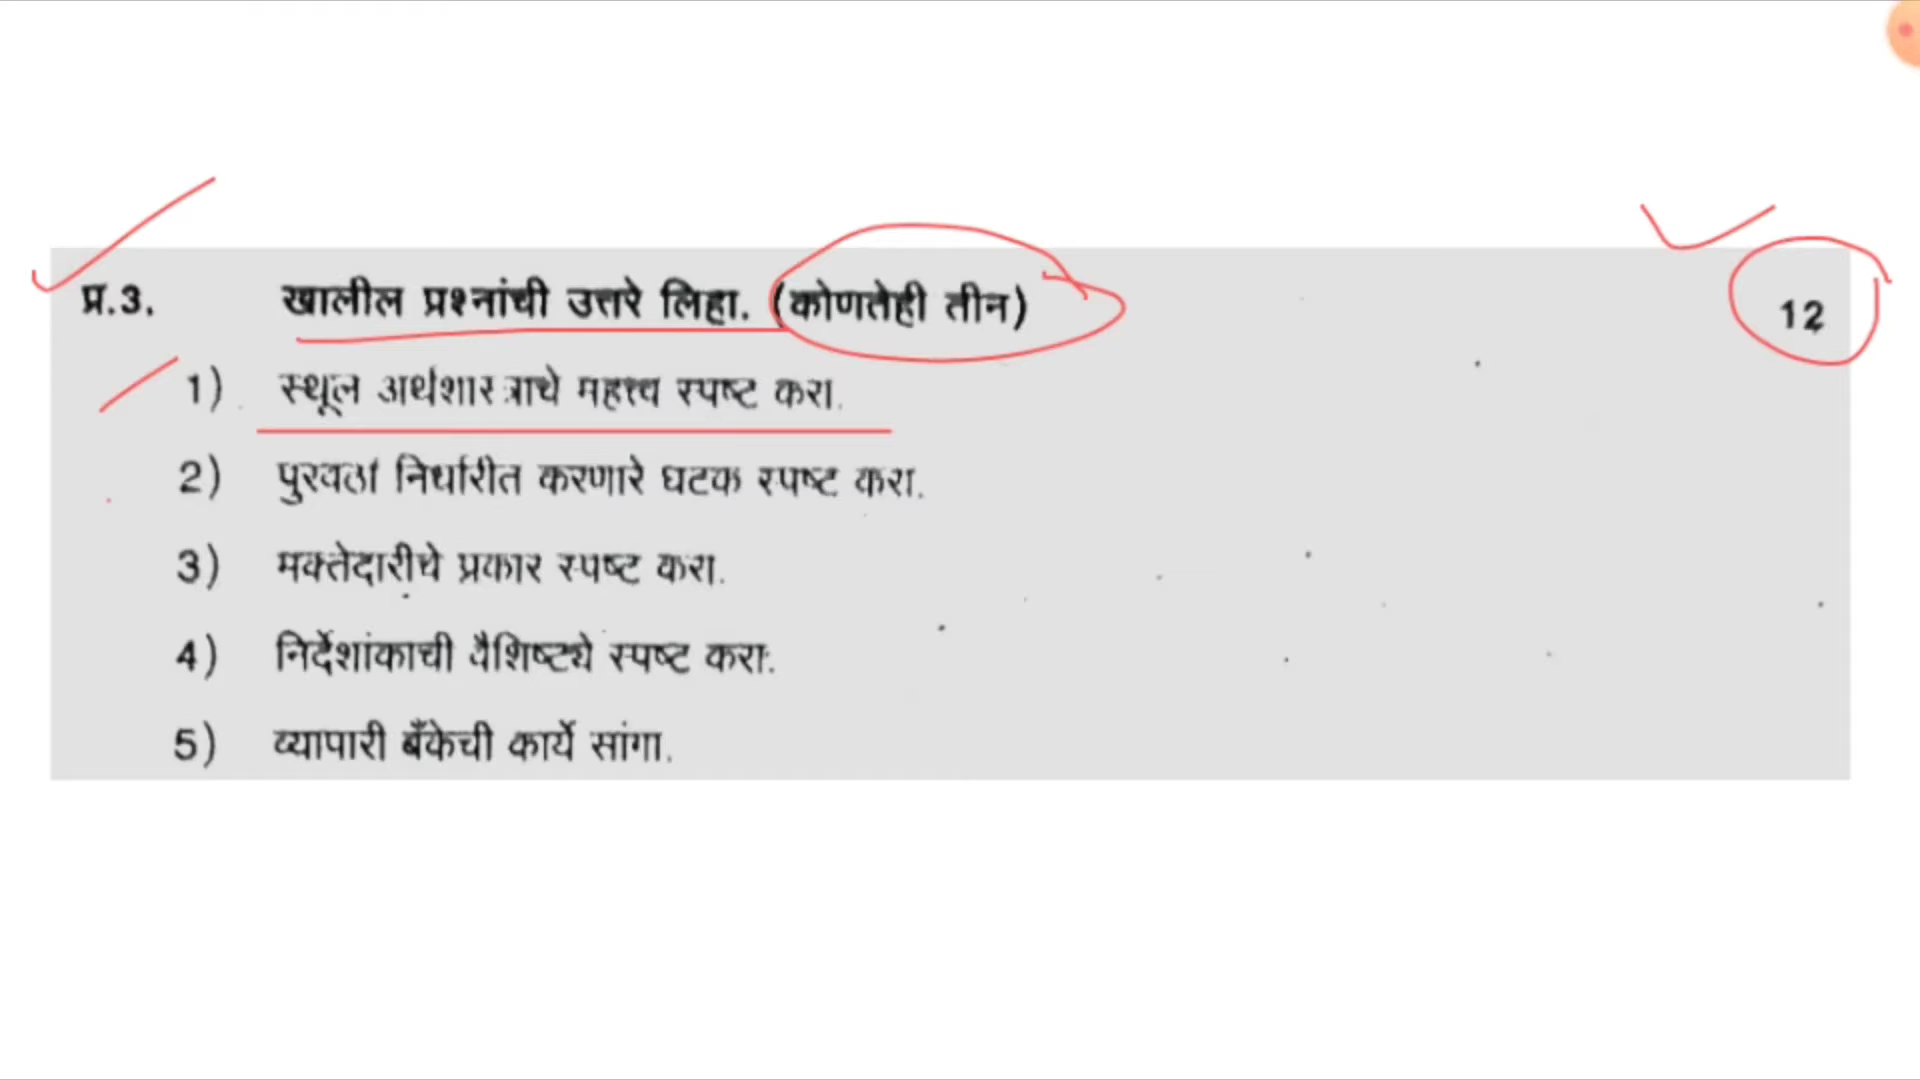 प्र.3. खालील प्रश्नांची उत्तरे लिहा. (कोणतेही तीन) 12
1) स्थूल अर्थशास्त्राचे महत्त्व स्पष्ट करा.
2) पुरवठा निर्धारीत करणारे घटक स्पष्ट करा.
3) मक्तेदारीचे प्रकार स्पष्ट करा.
4) निर्देशांकाची वैशिष्ट्ये स्पष्ट करा.
5) व्यापारी बँकेची कार्ये सांगा.